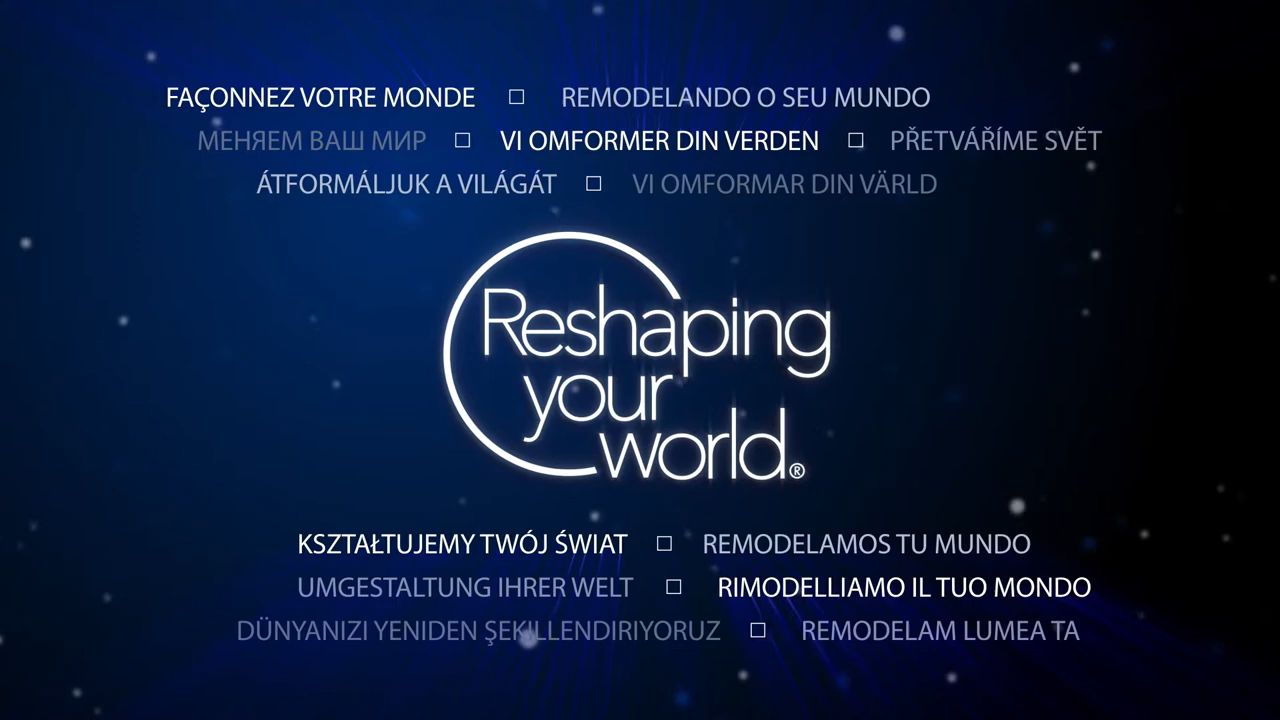 FAÇONNEZ VOTRE MONDE □ REMODELANDO O SEU MUNDO
МЕНЯЕМ ВАШ МИР □ VI OMFORMER DIN VERDEN □ PŘETVÁŘÍME SVĚT
ÁTFORMÁLJUK A VILÁGÁT □ VI OMFORMAR DIN VÄRLD
Reshaping
your
world®
KSZTAŁTUJEMY TWÓJ ŚWIAT □ REMODELAMOS TU MUNDO
UMGESTALTUNG IHRER WELT □ RIMODELLIAMO IL TUO MONDO
DÜNYANIZI YENIDEN ŞEKILLENDIRIYORUZ □ REMODELAM LUMEA TA